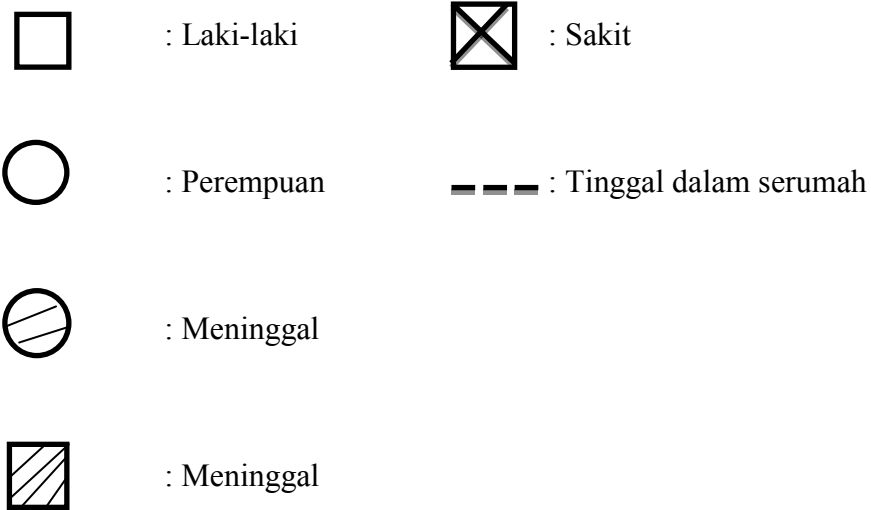 : Laki-laki : Sakit
: Perempuan : Tinggal dalam serumah
: Meninggal
: Meninggal